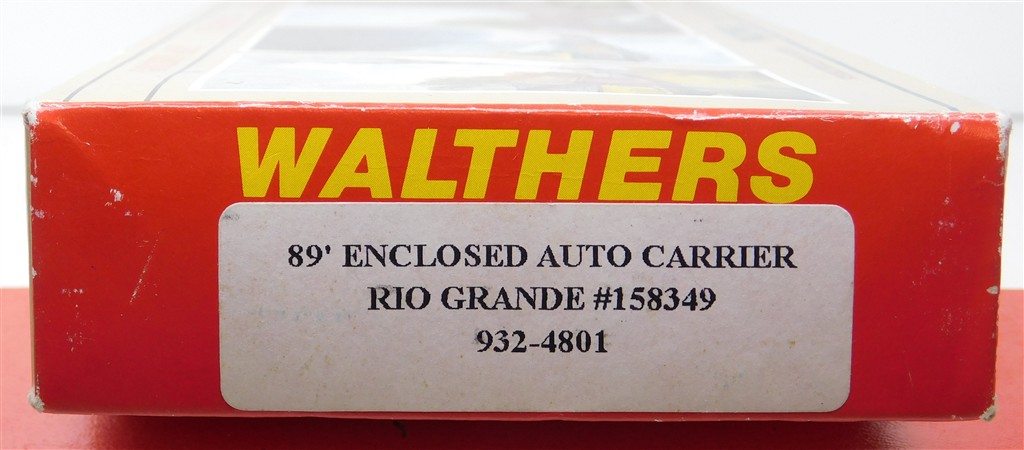 WALTHERS
89' ENCLOSED AUTO CARRIER
RIO GRANDE #158349
932-4801